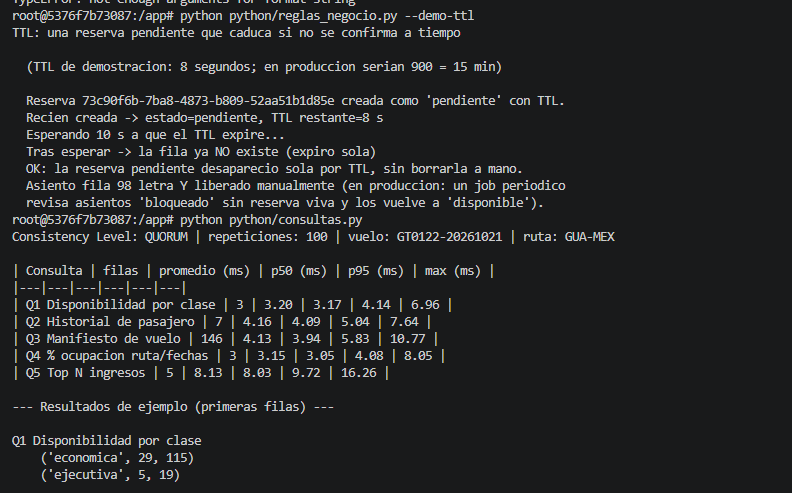 TypeError: not enough arguments for format string
root@5376f7b73087:/app# python python/reglas_negocio.py --demo-ttl
TTL: una reserva pendiente que caduca si no se confirma a tiempo
(TTL de demostracion: 8 segundos; en produccion serian 900 = 15 min)
Reserva 73c90f6b-7ba8-4873-b809-52aa51b1d85e creada como 'pendiente' con TTL.
Recien creada -> estado=pendiente, TTL restante=8 s
Esperando 10 s a que el TTL expire...
Tras esperar -> la fila ya NO existe (expiro sola)
OK: la reserva pendiente desaparecio sola por TTL, sin borrarla a mano.
Asiento fila 98 letra Y liberado manualmente (en produccion: un job periodico
revisa asientos 'bloqueado' sin reserva viva y los vuelve a 'disponible').
root@5376f7b73087:/app# python python/consultas.py
Consistency Level: QUORUM | repeticiones: 100 | vuelo: GT0122-20261021 | ruta: GUA-MEX
| Consulta | filas | promedio (ms) | p50 (ms) | p95 (ms) | max (ms) |
|---|---|---|---|---|---|
| Q1 Disponibilidad por clase | 3 | 3.20 | 3.17 | 4.14 | 6.96 |
| Q2 Historial de pasajero | 7 | 4.16 | 4.09 | 5.04 | 7.64 |
| Q3 Manifiesto de vuelo | 146 | 4.13 | 3.94 | 5.83 | 10.77 |
| Q4 % ocupacion ruta/fechas | 3 | 3.15 | 3.05 | 4.08 | 8.05 |
| Q5 Top N ingresos | 5 | 8.13 | 8.03 | 9.72 | 16.26 |
--- Resultados de ejemplo (primeras filas) ---
Q1 Disponibilidad por clase
('economica', 29, 115)
('ejecutiva', 5, 19)